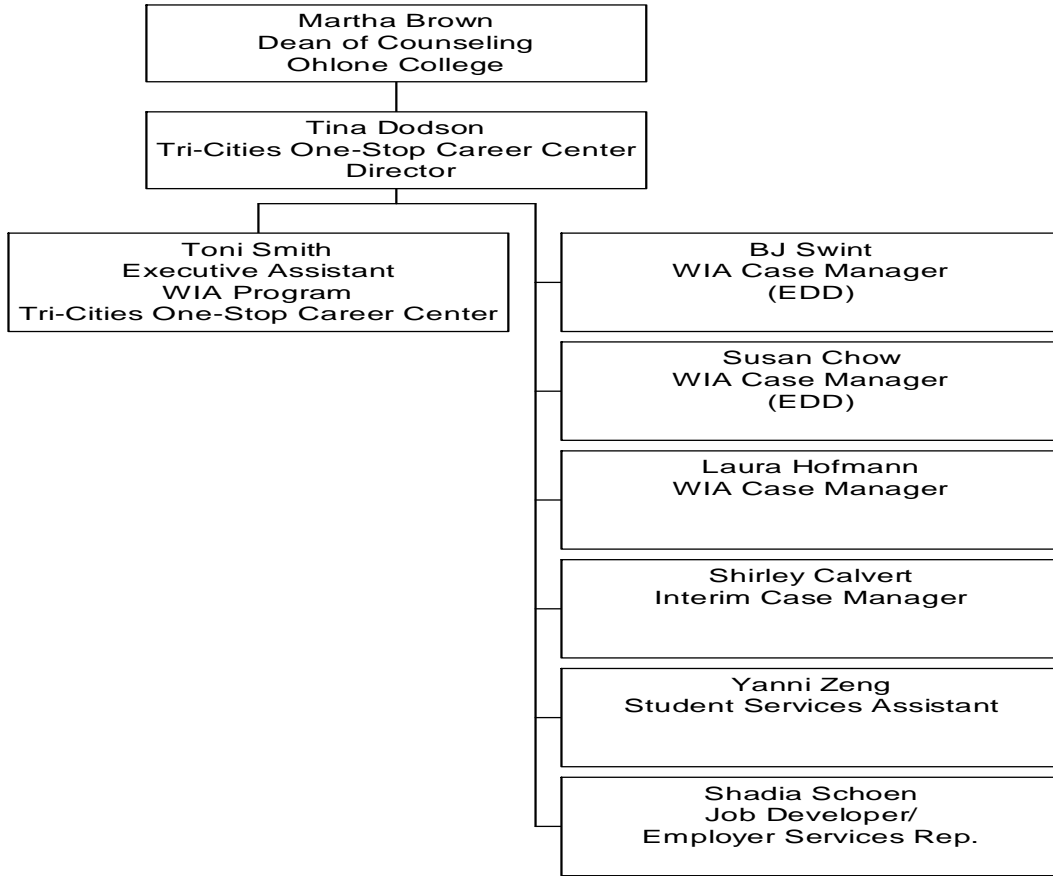 Martha Brown
Dean of Counseling
Ohlone College
Tina Dodson
Tri-Cities One-Stop Career Center
Director
Toni Smith
Executive Assistant
WIA Program
Tri-Cities One-Stop Career Center
BJ Swint
WIA Case Manager
(EDD)
Susan Chow
WIA Case Manager
(EDD)
Laura Hofmann
WIA Case Manager
Shirley Calvert
Interim Case Manager
Yanni Zeng
Student Services Assistant
Shadia Schoen
Job Developer/
Employer Services Rep.